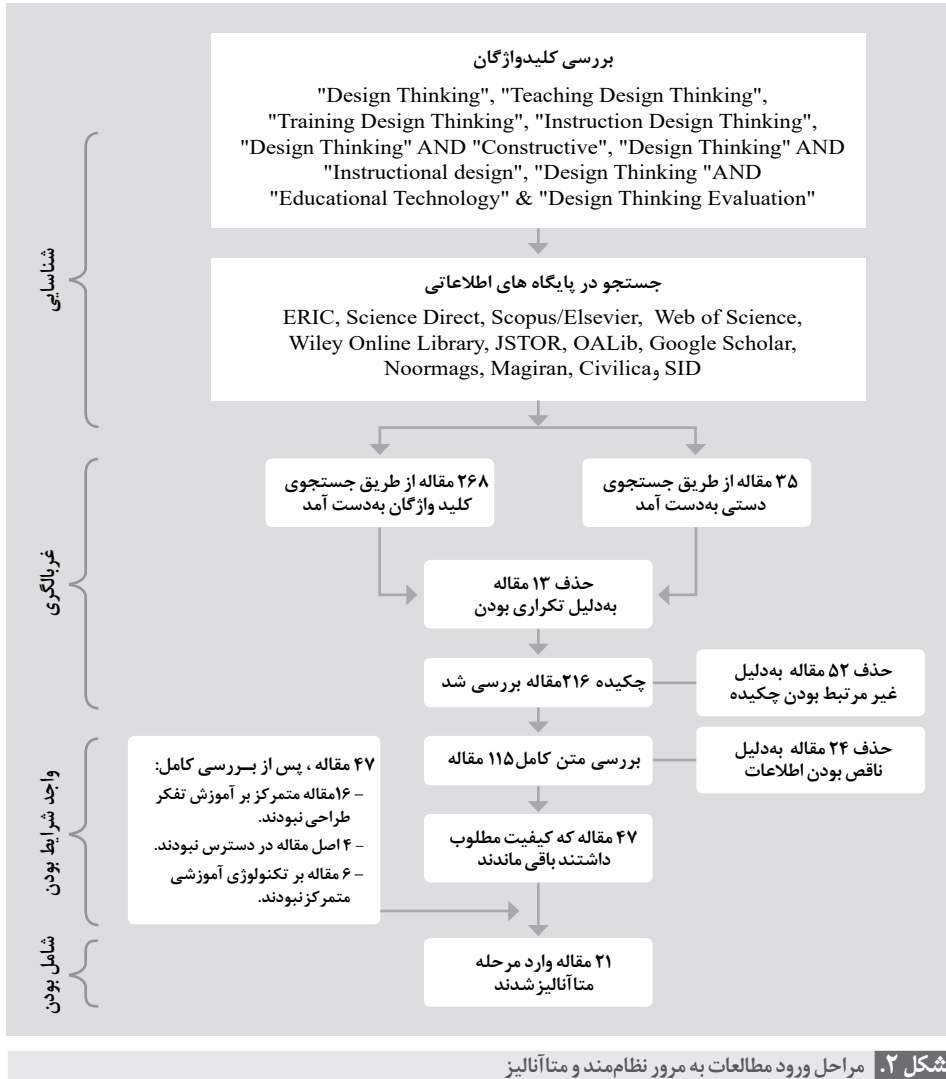 بررسی کلیدواژگان
"Design Thinking", "Teaching Design Thinking",
"Training Design Thinking", "Instruction Design Thinking",
"Design Thinking" AND "Constructive", "Design Thinking" AND
"Instructional design", "Design Thinking "AND
"Educational Technology" & "Design Thinking Evaluation"
شناسایی
جستجو در پایگاه های اطلاعاتی
ERIC, Science Direct, Scopus/Elsevier, Web of Science,
Wiley Online Library, JSTOR, OALib, Google Scholar,
Noormags, Magiran, Civilica و SID
۳۵ مقاله از طریق جستجوی
دستی به‌دست آمد
۲۶۸ مقاله از طریق جستجوی
کلید واژگان به‌دست آمد
غربالگری
حذف ۱۳ مقاله
به‌دلیل تکراری بودن
چکیده ۲۱۶مقاله بررسی شد
حذف ۵۲ مقاله به‌دلیل
غیر مرتبط بودن چکیده
بررسی متن کامل ۱۱۵ مقاله
حذف ۲۴ مقاله به‌دلیل
ناقص بودن اطلاعات
واجد شرایط بودن
۴۷ مقاله که کیفیت مطلوب
داشتند باقی ماندند
۴۷ مقاله ، پس از بــررسی کامل:
– ۱۶مقاله متمرکز بر آموزش تفکر
طراحی نبودند.
– ۴ اصل مقاله در دسترس نبودند.
– ۶ مقاله بر تکنولوژی آموزشی
متمرکز نبودند.
شامل بودن
۲۱ مقاله وارد مرحله
متاآنالیز شدند
شکل ۲. مراحل ورود مطالعات به مرور نظام‌مند و متاآنالیز